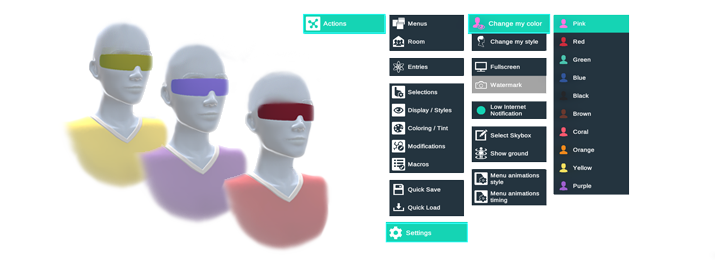 Actions
Menus
Room
Entries
Selections
Display / Styles
Coloring / Tint
Modifications
Macros
Quick Save
Quick Load
Settings
Change my color
Change my style
Fullscreen
Watermark
Low Internet
Notification
Select Skybox
Show ground
Menu animations
style
Menu animations
timing
Pink
Red
Green
Blue
Black
Brown
Coral
Orange
Yellow
Purple